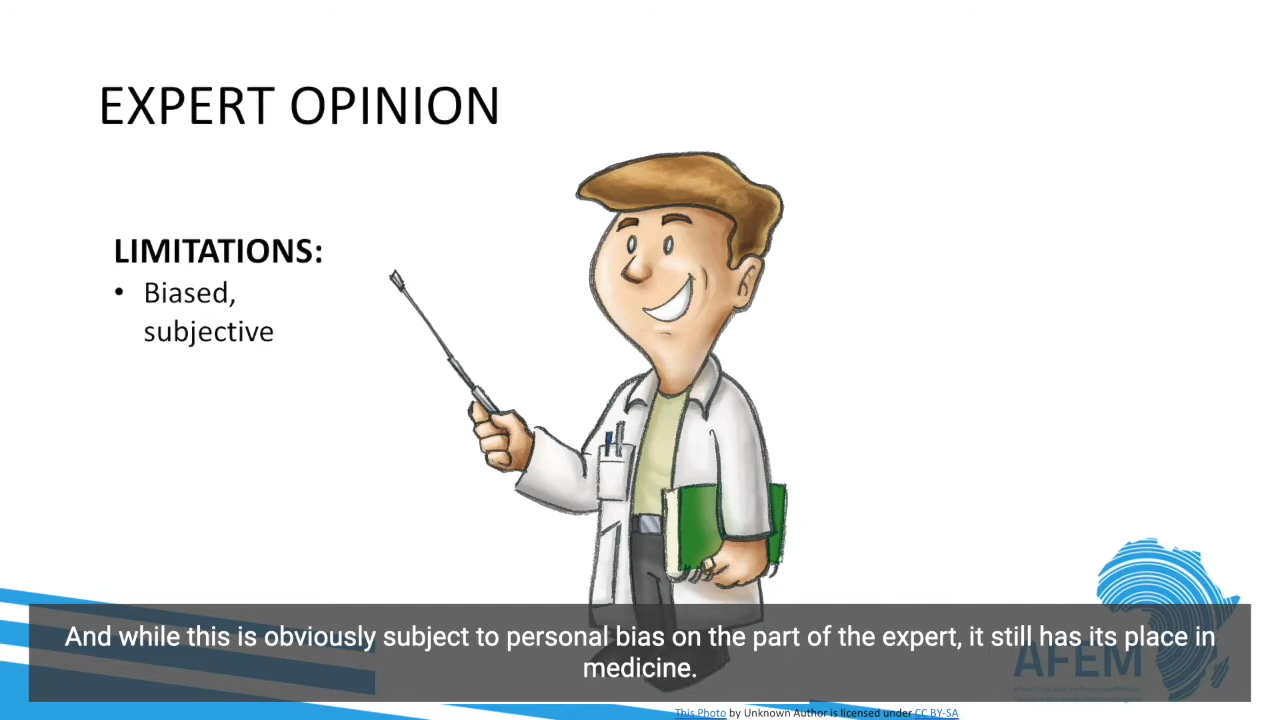 EXPERT OPINION
LIMITATIONS:
• Biased,
subjective
And while this is obviously subject to personal bias on the part of the expert, it still has its place in
medicine.
AFEM
This Photo by Unknown Author is licensed under CC BY-SA